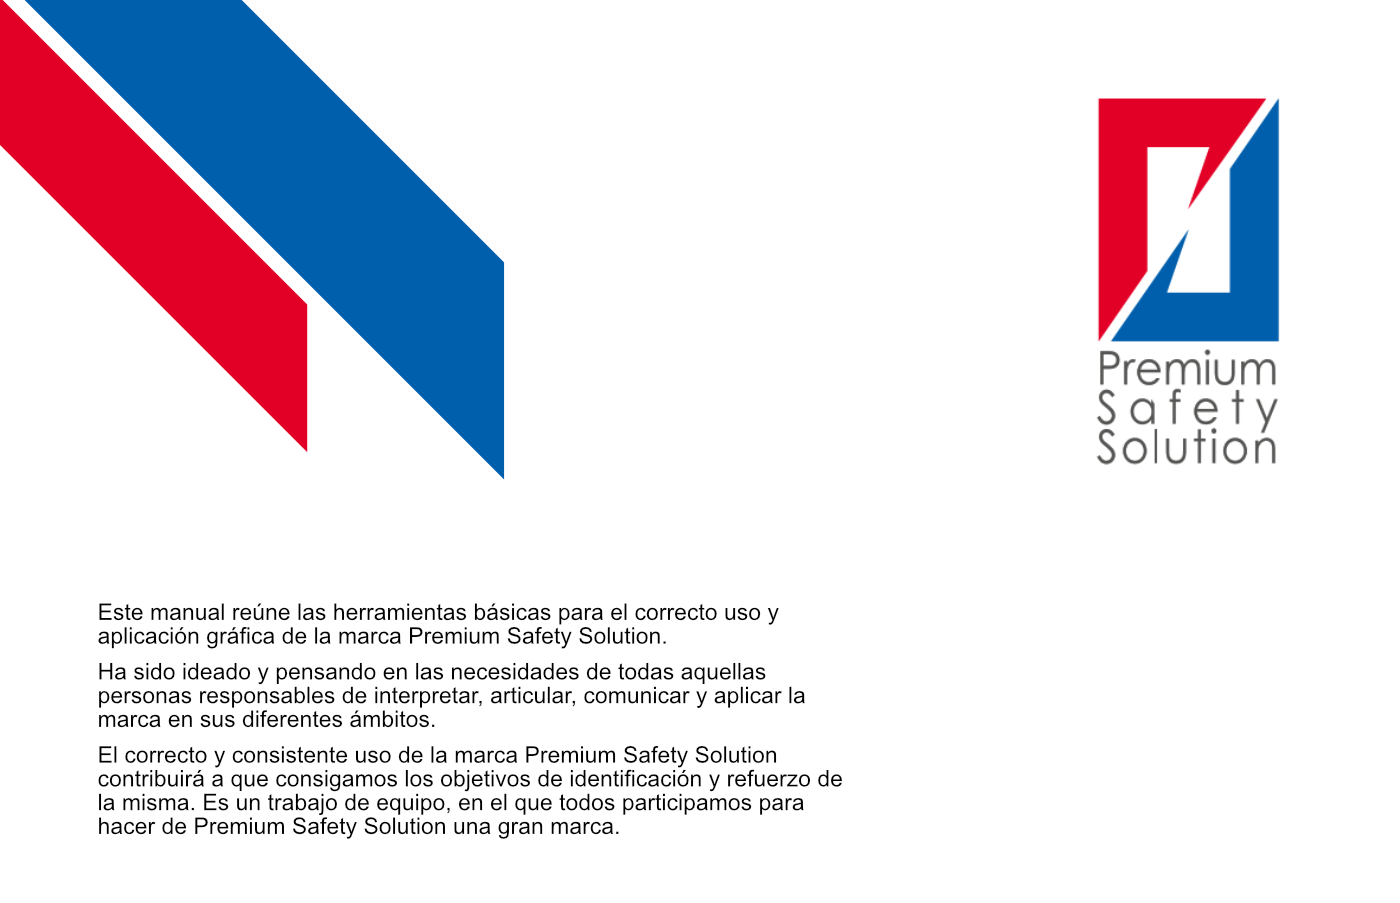 Premium
Safety
Solution
Este manual reúne las herramientas básicas para el correcto uso y
aplicación gráfica de la marca Premium Safety Solution.
Ha sido ideado y pensando en las necesidades de todas aquellas
personas responsables de interpretar, articular, comunicar y aplicar la
marca en sus diferentes ámbitos.
El correcto y consistente uso de la marca Premium Safety Solution
contribuirá a que consigamos los objetivos de identificación y refuerzo de
la misma. Es un trabajo de equipo, en el que todos participamos para
hacer de Premium Safety Solution una gran marca.